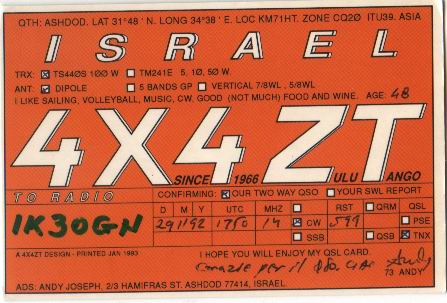 QTH: ASHDOD. LAT 31°48' N. LONG 34°38' E. LOC KM71HT. ZONE CQ20 ITU39. ASIA
ISRAEL
TRX: TS440S 100 W TM241E 5, 10, 50 W.
ANT: DIPOLE 5 BANDS GP VERTICAL 7/8WL, 5/8WL
I LIKE SAILING, VOLLEYBALL, MUSIC, CW, GOOD (NOT MUCH) FOOD AND WINE. AGE: 48
4X4ZT
SINCE 1966 ZULU TANGO
TO RADIO
CONFIRMING: OUR TWO WAY QSO YOUR SWL REPORT
IK3OGN
D M Y UTC MHZ RST QRM QSL
29 11 92 1750 14 CW 599 PSE
SSB QSB TNX
A 4X4ZT DESIGN - PRINTED JAN 1993
I HOPE YOU WILL ENJOY MY QSL CARD.
per il Andy
73 ANDY
ADS: ANDY JOSEPH, 2/3 HAMIFRAS ST. ASHDOD 77414, ISRAEL